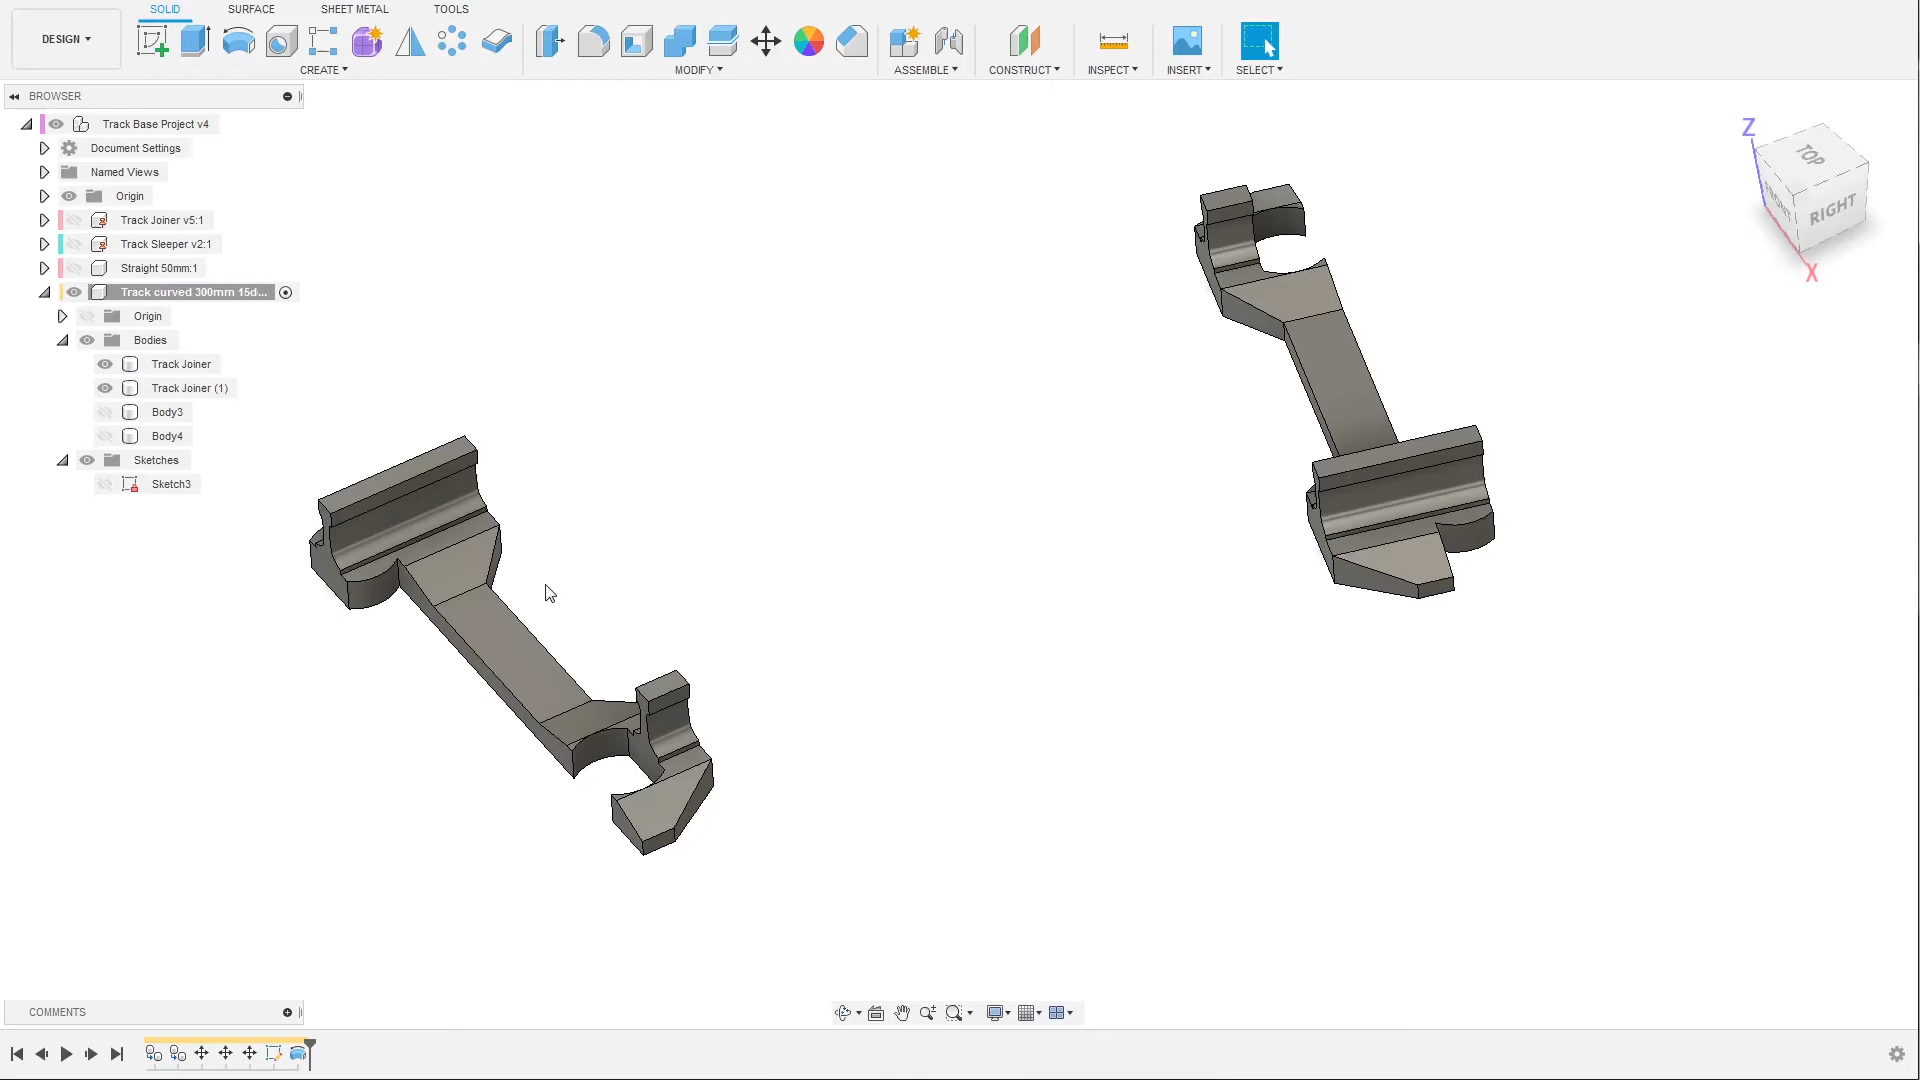 SOLID SURFACE SHEET METAL TOOLS
DESIGN
CREATE MODIFY ASSEMBLE CONSTRUCT INSPECT INSERT SELECT
BROWSER
Track Base Project v4
Document Settings
Named Views
Origin
Track Joiner v5:1
Track Sleeper v2:1
Straight 50mm:1
Track curved 300mm 15d...
Origin
Bodies
Track Joiner
Track Joiner (1)
Body3
Body4
Sketches
Sketch3
Z
TOP
FRONT
RIGHT
X
COMMENTS